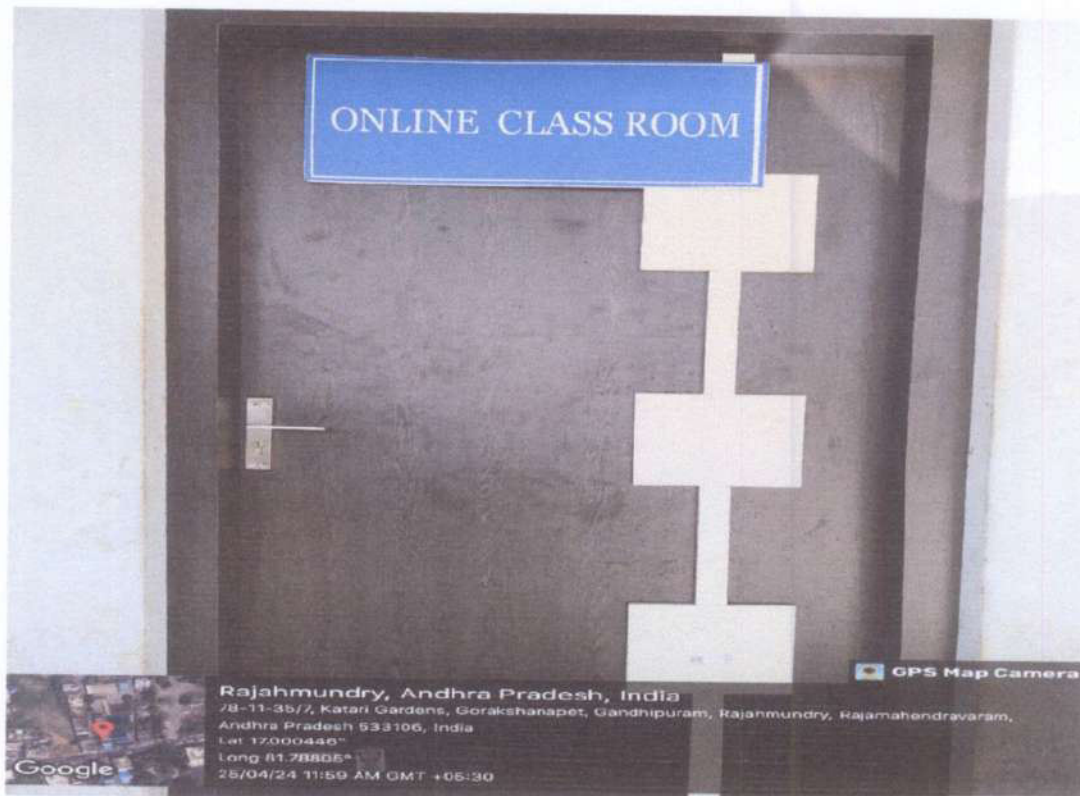 ONLINE CLASS ROOM
GPS Map Camera
Rajahmundry, Andhra Pradesh, India
78-11-35/7, Katari Gardens, Gorakshanapet, Gandhipuram, Rajahmundry, Rajamahendravaram,
Andhra Pradesh 533106, India
Lat 17.000446°
Long 81.78805°
25/04/24 11:59 AM GMT +05:30
Google